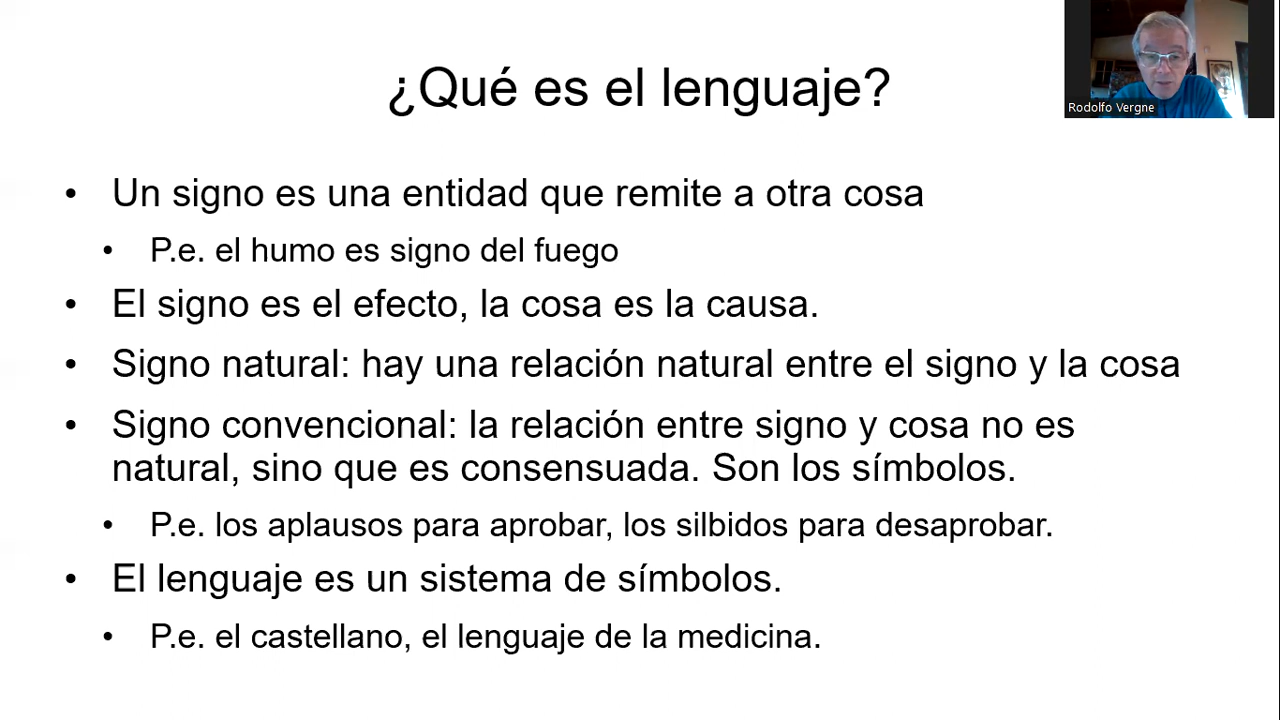 ¿Qué es el lenguaje?
Rodolfo Vergne
• Un signo es una entidad que remite a otra cosa
• P.e. el humo es signo del fuego
• El signo es el efecto, la cosa es la causa.
• Signo natural: hay una relación natural entre el signo y la cosa
• Signo convencional: la relación entre signo y cosa no es
natural, sino que es consensuada. Son los símbolos.
• P.e. los aplausos para aprobar, los silbidos para desaprobar.
• El lenguaje es un sistema de símbolos.
• P.e. el castellano, el lenguaje de la medicina.